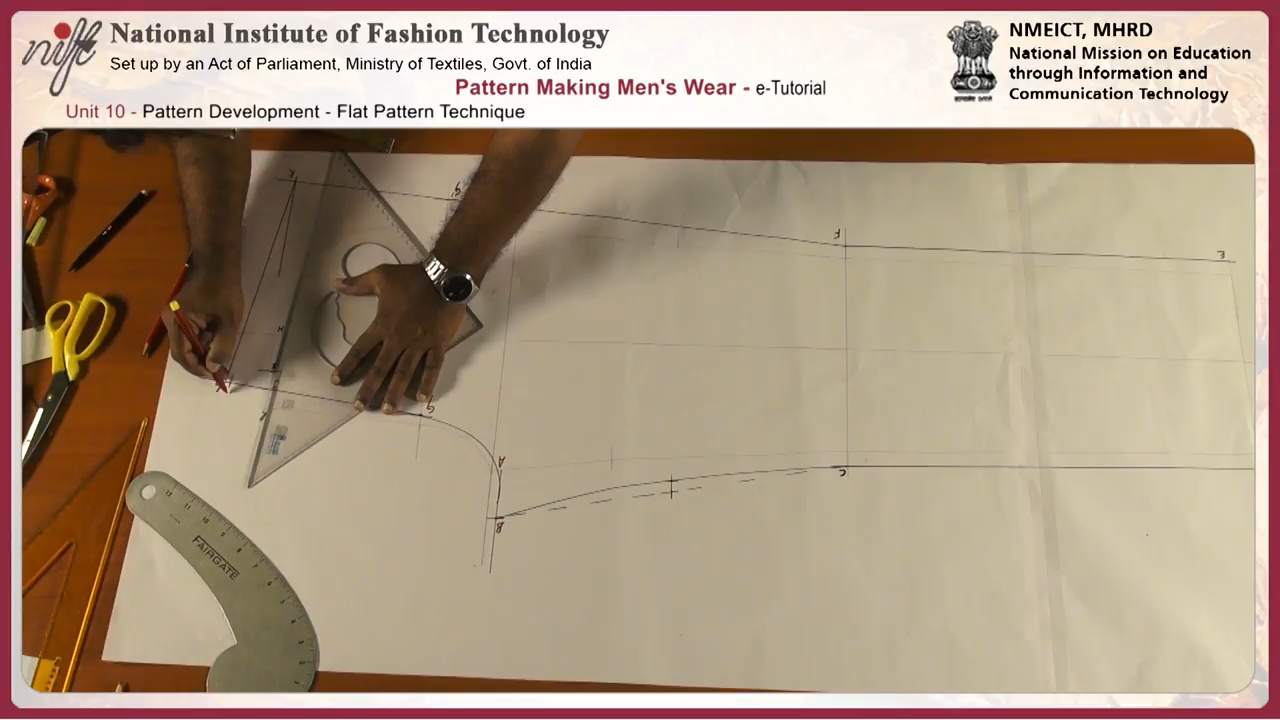 nift
National Institute of Fashion Technology
Set up by an Act of Parliament, Ministry of Textiles, Govt. of India
Pattern Making Men's Wear - e-Tutorial
Unit 10 - Pattern Development - Flat Pattern Technique
NMEICT, MHRD
National Mission on Education
through Information and
Communication Technology
G'
F
E
H
G
A
C
B
FAIRGATE